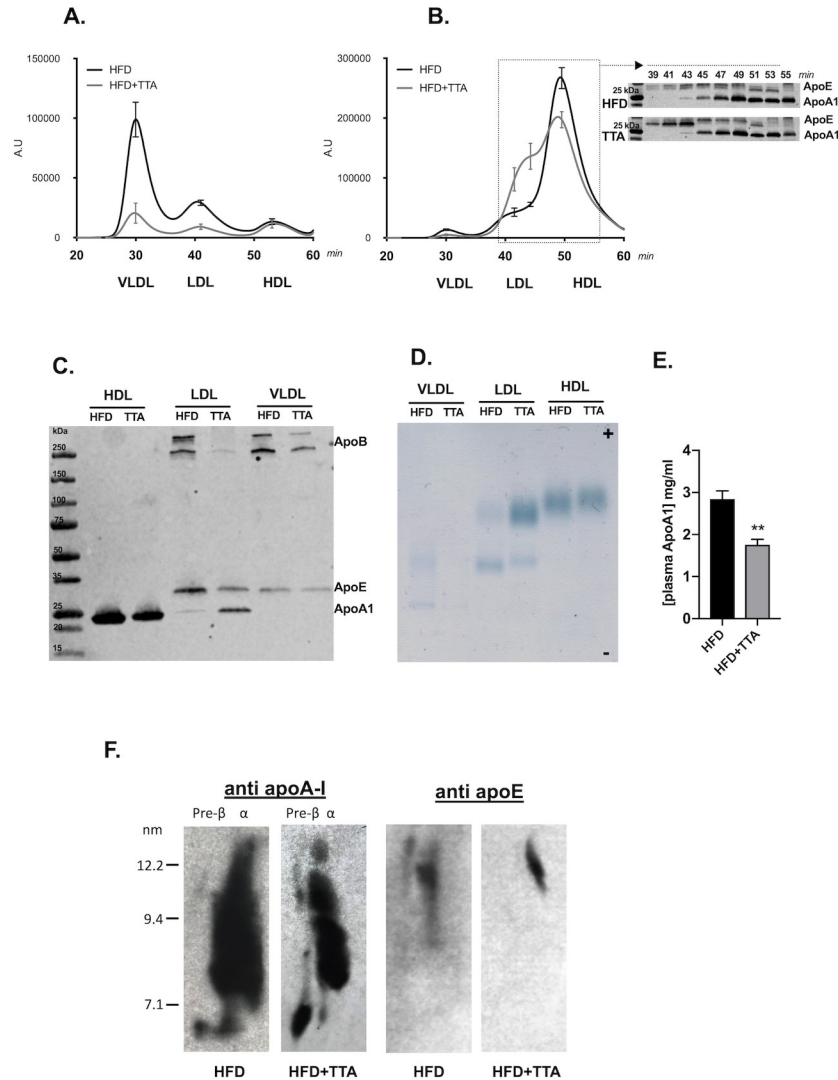 A.
150000
100000
50000
0
A.U
HFD
HFD+TTA
20 30 40 50 60 min
VLDL LDL HDL
B.
300000
200000
100000
0
A.U
HFD
HFD+TTA
20 30 40 50 60 min
VLDL LDL HDL
39 41 43 45 47 49 51 53 55 min
25 kDa ApoE
HFD ApoA1
25 kDa ApoE
TTA ApoA1
C.
HDL LDL VLDL
HFD TTA HFD TTA HFD TTA
kDa
250
150
100
75
50
35
25
20
15
ApoB
ApoE
ApoA1
D.
VLDL LDL HDL
HFD TTA HFD TTA HFD TTA
+
-
E.
[plasma ApoA1] mg/ml
4
3
2
1
0
**
HFD
HFD+TTA
F.
anti apoA-I anti apoE
Pre-β α Pre-β α
nm
12.2
9.4
7.1
HFD HFD+TTA HFD HFD+TTA